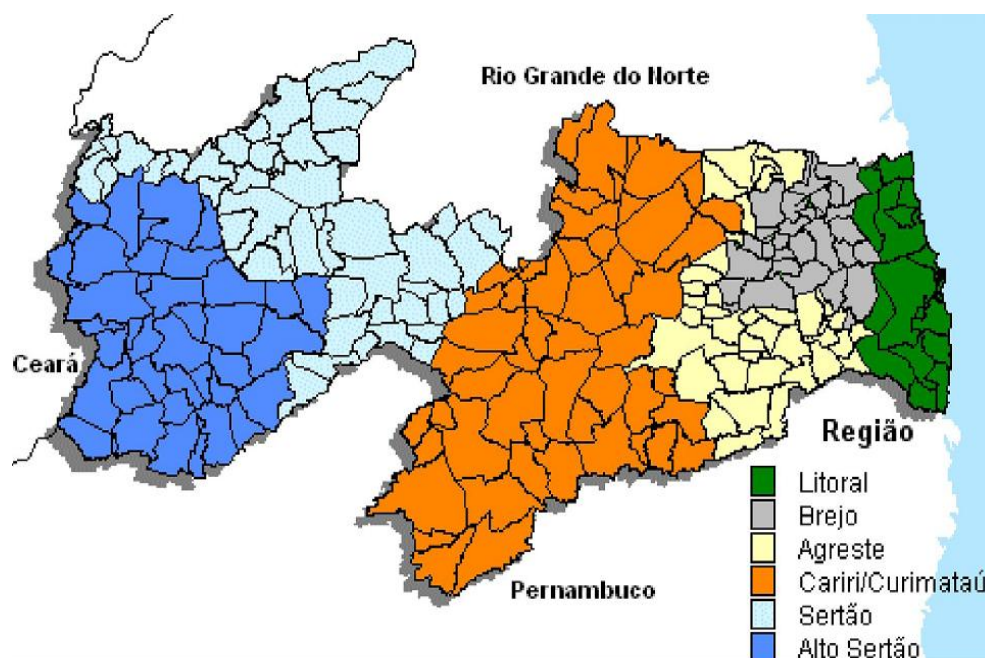 Rio Grande do Norte
Ceará
Pernambuco
Região
Litoral
Brejo
Agreste
Cariri/Curimataú
Sertão
Alto Sertão